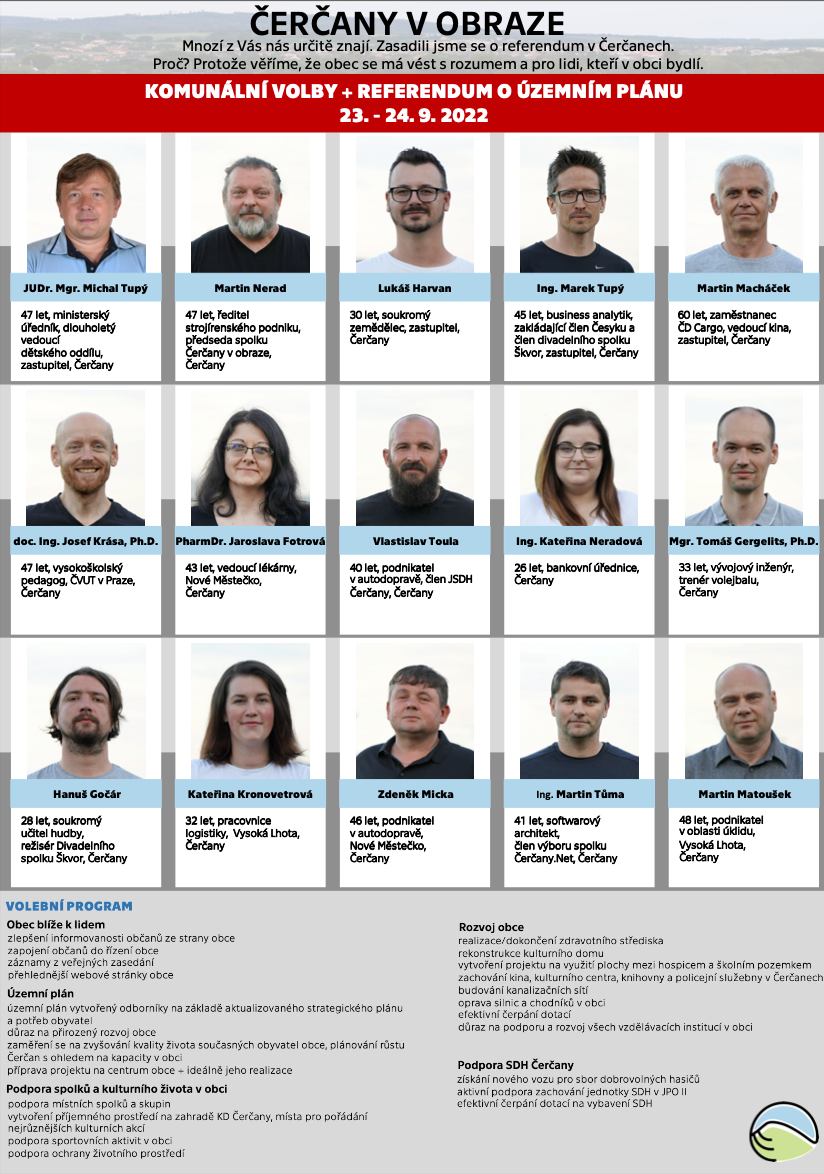 ČERČANY V OBRAZE
Mnozí z Vás nás určitě znají. Zasadili jsme se o referendum v Čerčanech.
Proč? Protože věříme, že obec se má vést s rozumem a pro lidi, kteří v obci bydlí.
KOMUNÁLNÍ VOLBY + REFERENDUM O ÚZEMNÍM PLÁNU
23. - 24. 9. 2022
JUDr. Mgr. Michal Tupý
47 let, ministerský
úředník, dlouholetý
vedoucí
dětského oddílu,
zastupitel, Čerčany
Martin Nerad
47 let, ředitel
strojírenského podniku,
předseda spolku
Čerčany v obraze,
Čerčany
Lukáš Harvan
30 let, soukromý
zemědělec, zastupitel,
Čerčany
Ing. Marek Tupý
45 let, business analytik,
zakládající člen Česyku a
člen divadelního spolku
Škvor, zastupitel, Čerčany
Martin Macháček
60 let, zaměstnanec
ČD Cargo, vedoucí kina,
zastupitel, Čerčany
doc. Ing. Josef Krása, Ph.D.
47 let, vysokoškolský
pedagog, ČVUT v Praze,
Čerčany
PharmDr. Jaroslava Fotrová
43 let, vedoucí lékárny,
Nové Městečko,
Čerčany
Vlastislav Toula
40 let, podnikatel
v autodopravě, člen JSDH
Čerčany, Čerčany
Ing. Kateřina Neradová
26 let, bankovní úřednice,
Čerčany
Mgr. Tomáš Gergelits, Ph.D.
33 let, vývojový inženýr,
trenér volejbalu,
Čerčany
Hanuš Gočár
28 let, soukromý
učitel hudby,
režisér Divadelního
spolku Škvor, Čerčany
Kateřina Kronovetrová
32 let, pracovnice
logistiky, Vysoká Lhota,
Čerčany
Zdeněk Micka
46 let, podnikatel
v autodopravě,
Nové Městečko,
Čerčany
Ing. Martin Tůma
41 let, softwarový
architekt,
člen výboru spolku
Čerčany.Net, Čerčany
Martin Matoušek
48 let, podnikatel
v oblasti úklidu,
Vysoká Lhota,
Čerčany
VOLEBNÍ PROGRAM
Obec blíže k lidem
zlepšení informovanosti občanů ze strany obce
zapojení občanů do řízení obce
záznamy z veřejných zasedání
přehlednější webové stránky obce
Územní plán
územní plán vytvořený odborníky na základě aktualizovaného strategického plánu
a potřeb obyvatel
důraz na přirozený rozvoj obce
zaměření se na zvyšování kvality života současných obyvatel obce, plánování růstu
Čerčan s ohledem na kapacity v obci
příprava projektu na centrum obce + ideálně jeho realizace
Podpora spolků a kulturního života v obci
podpora místních spolků a skupin
vytvoření příjemného prostředí na zahradě KD Čerčany, místa pro pořádání
nejrůznějších kulturních akcí
podpora sportovních aktivit v obci
podpora ochrany životního prostředí
Rozvoj obce
realizace/dokončení zdravotního střediska
rekonstrukce kulturního domu
vytvoření projektu na využití plochy mezi hospicem a školním pozemkem
zachování kina, kulturního centra, knihovny a policejní služebny v Čerčanech
budování kanalizačních sítí
oprava silnic a chodníků v obci
efektivní čerpání dotací
důraz na podporu a rozvoj všech vzdělávacích institucí v obci
Podpora SDH Čerčany
získání nového vozu pro sbor dobrovolných hasičů
aktivní podpora zachování jednotky SDH v JPO II
efektivní čerpání dotací na vybavení SDH